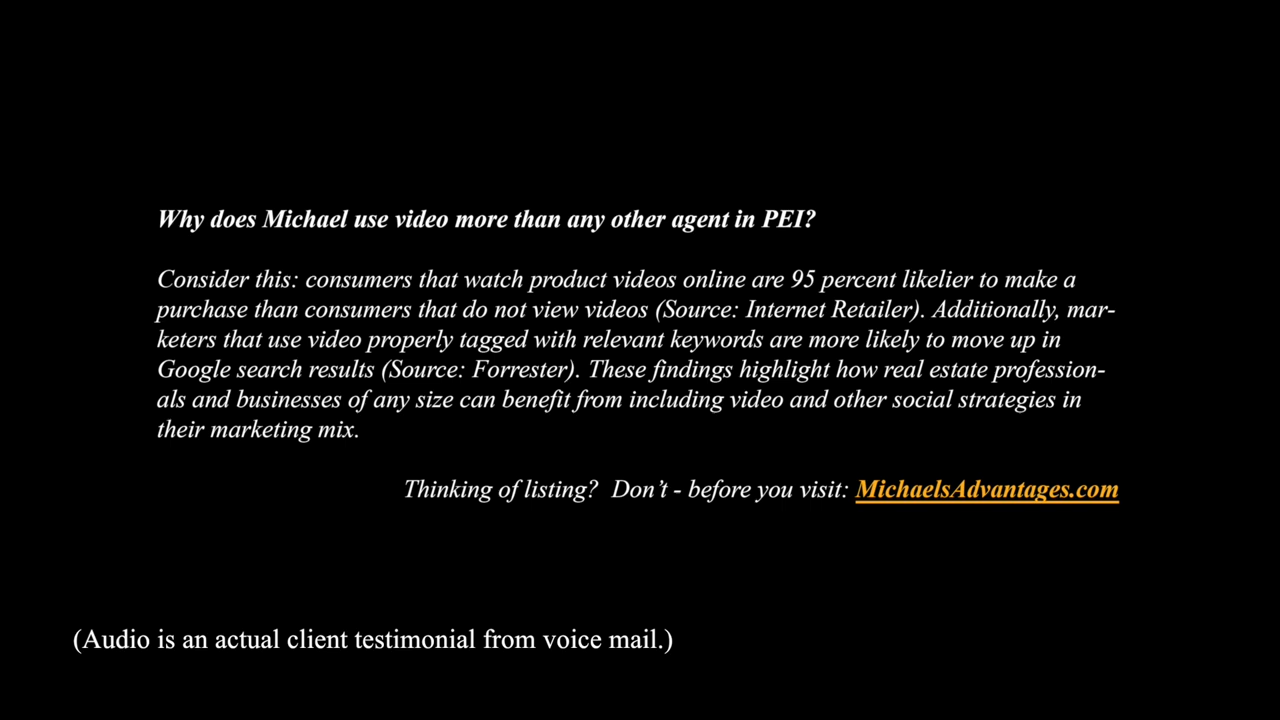 Why does Michael use video more than any other agent in PEI?
Consider this: consumers that watch product videos online are 95 percent likelier to make a
purchase than consumers that do not view videos (Source: Internet Retailer). Additionally, mar-
keters that use video properly tagged with relevant keywords are more likely to move up in
Google search results (Source: Forrester). These findings highlight how real estate profession-
als and businesses of any size can benefit from including video and other social strategies in
their marketing mix.
Thinking of listing?  Don’t - before you visit: MichaelsAdvantages.com
(Audio is an actual client testimonial from voice mail.)